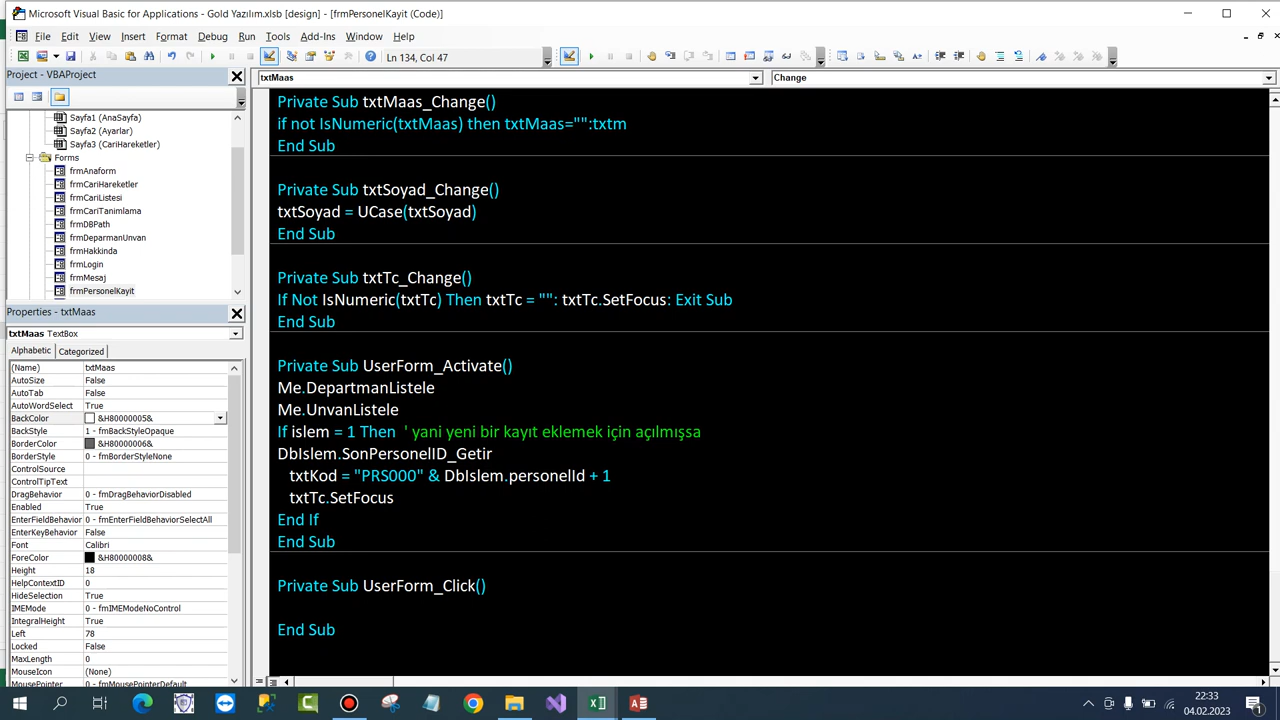 Microsoft Visual Basic for Applications - Gold Yazılım.xlsb [design] - [frmPersonelKayit (Code)]
File Edit View Insert Format Debug Run Tools Add-Ins Window Help
Ln 134, Col 47
Project - VBAProject
txtMaas
Change
Sayfa1 (AnaSayfa)
Sayfa2 (Ayarlar)
Sayfa3 (CariHareketler)
Forms
frmAnaform
frmCariHareketler
frmCariListesi
frmCariTanimlama
frmDBPath
frmDeparmanUnvan
frmHakkinda
frmLogin
frmMesaj
frmPersonelKayit
Properties - txtMaas
txtMaas TextBox
Alphabetic Categorized
(Name) txtMaas
AutoSize False
AutoTab False
AutoWordSelect True
BackColor &H80000005&
BackStyle 1 - fmBackStyleOpaque
BorderColor &H80000006&
BorderStyle 0 - fmBorderStyleNone
ControlSource
ControlTipText
DragBehavior 0 - fmDragBehaviorDisabled
Enabled True
EnterFieldBehavior 0 - fmEnterFieldBehaviorSelectAll
EnterKeyBehavior False
Font Calibri
ForeColor &H80000008&
Height 18
HelpContextID 0
HideSelection True
IMEMode 0 - fmIMEModeNoControl
IntegralHeight True
Left 78
Locked False
MaxLength 0
MouseIcon (None)
MousePointer 0 - fmMousePointerDefault
Private Sub txtMaas_Change()
if not IsNumeric(txtMaas) then txtMaas="":txtm
End Sub
Private Sub txtSoyad_Change()
txtSoyad = UCase(txtSoyad)
End Sub
Private Sub txtTc_Change()
If Not IsNumeric(txtTc) Then txtTc = "": txtTc.SetFocus: Exit Sub
End Sub
Private Sub UserForm_Activate()
Me.DepartmanListele
Me.UnvanListele
If islem = 1 Then ' yani yeni bir kayıt eklemek için açılmışsa
DbIslem.SonPersonelID_Getir
txtKod = "PRS000" & DbIslem.personelId + 1
txtTc.SetFocus
End If
End Sub
Private Sub UserForm_Click()
End Sub
22:33
04.02.2023